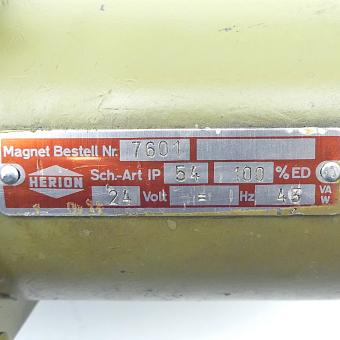 Magnet Bestell Nr. 7601
HERION Sch.-Art IP 54 100 % ED
24 Volt = Hz 43 VA W